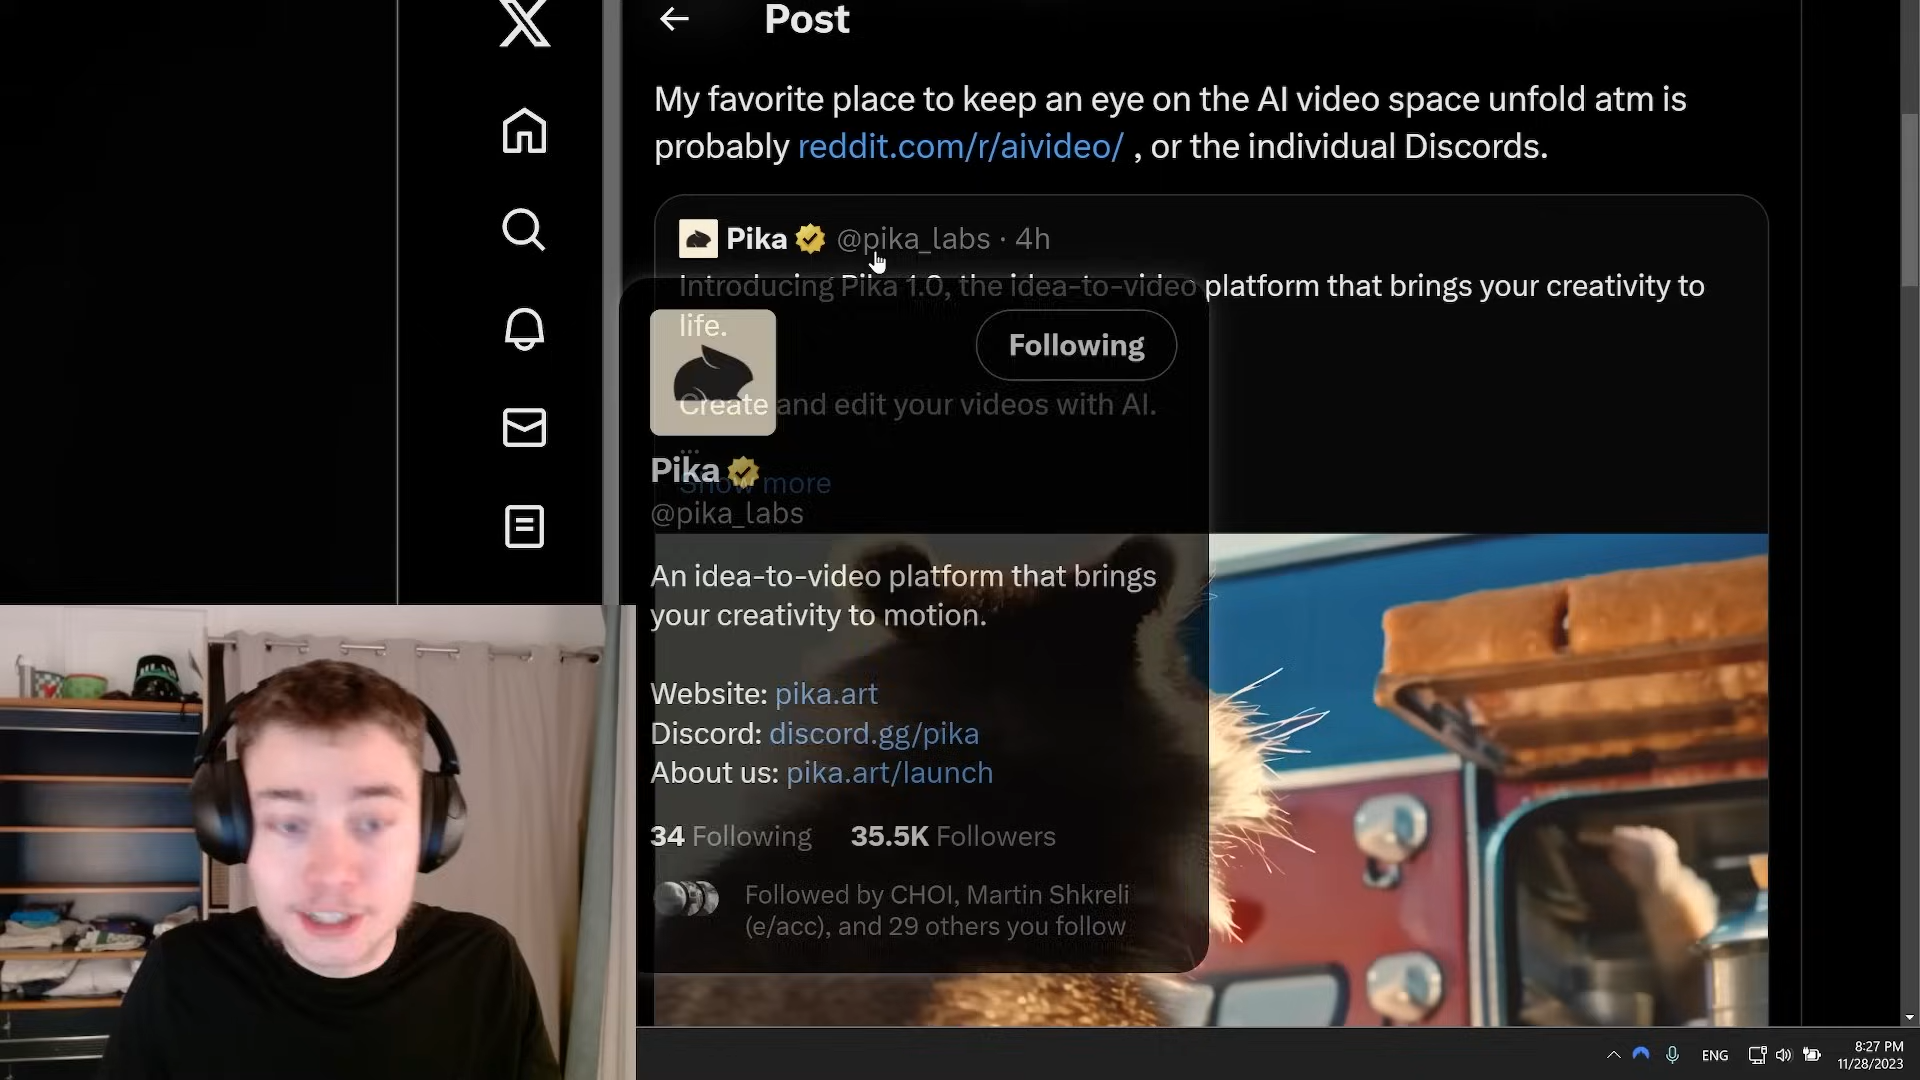 Post
My favorite place to keep an eye on the AI video space unfold atm is
probably reddit.com/r/aivideo/ , or the individual Discords.
Pika @pika_labs · 4h
Introducing Pika 1.0, the idea-to-video platform that brings your creativity to
life.
Following
Create and edit your videos with AI.
...
Pika
Show more
@pika_labs
An idea-to-video platform that brings
your creativity to motion.
Website: pika.art
Discord: discord.gg/pika
About us: pika.art/launch
34 Following 35.5K Followers
Followed by CHOI, Martin Shkreli
(e/acc), and 29 others you follow
ENG
8:27 PM
11/28/2023